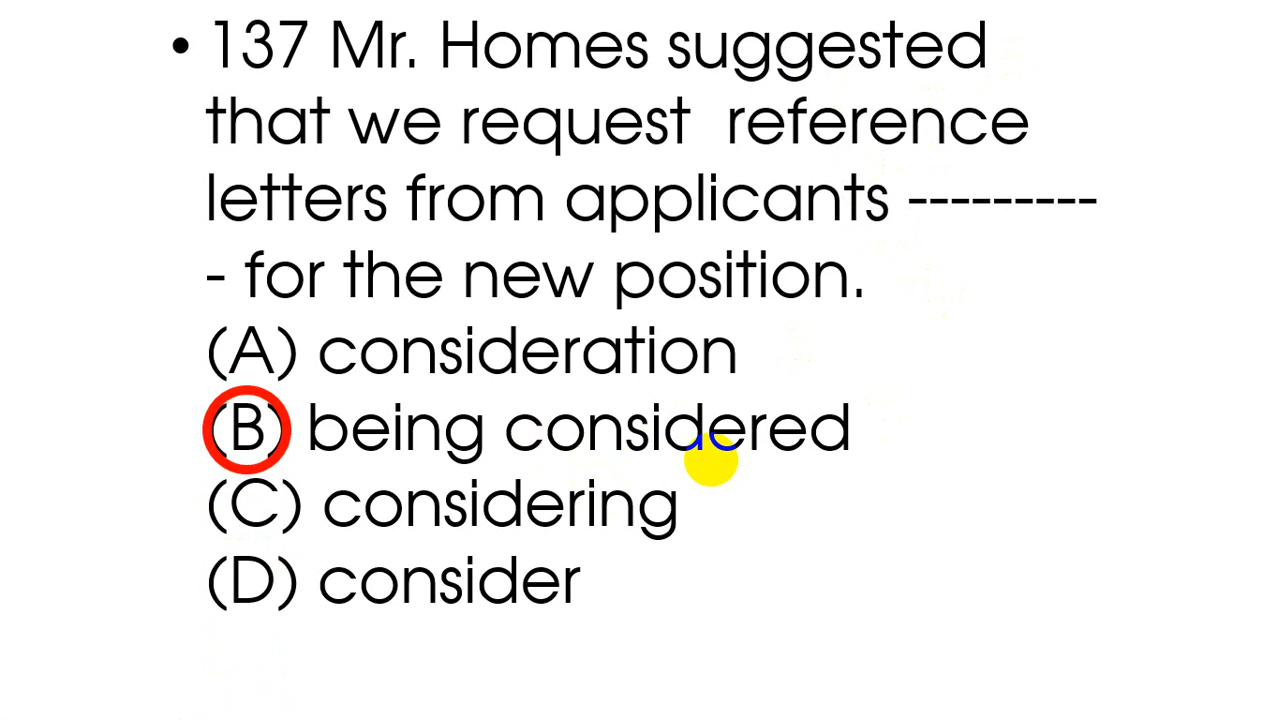 • 137 Mr. Homes suggested
that we request  reference
letters from applicants ---------
- for the new position.
(A) consideration
(B) being considered
(C) considering
(D) consider